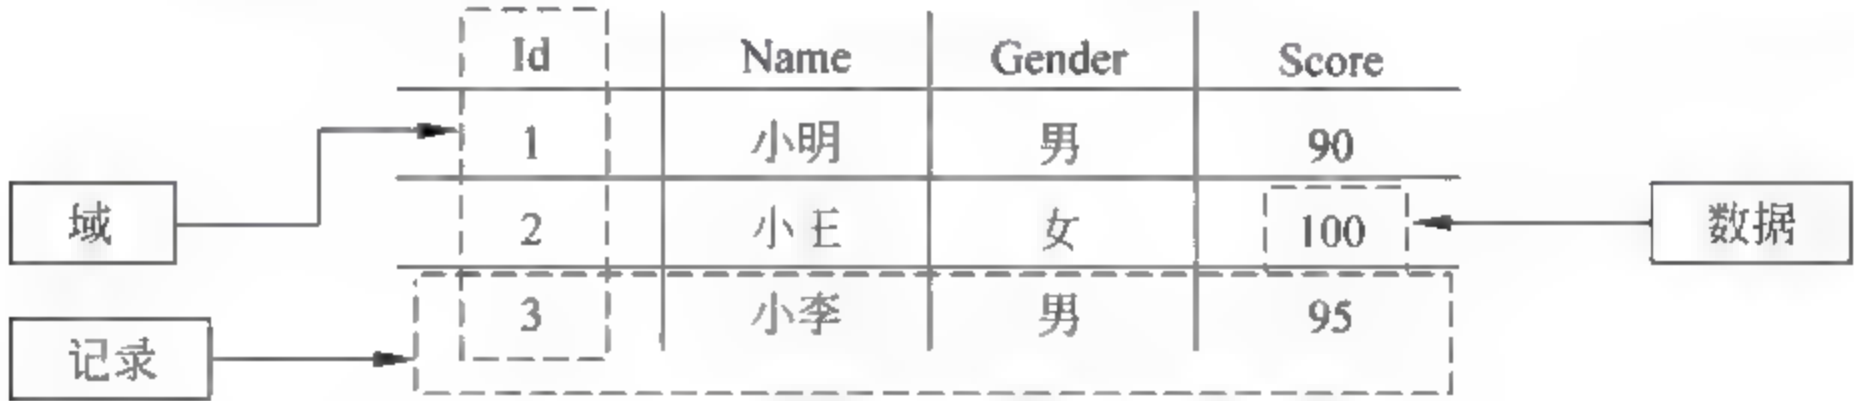 Id Name Gender Score
1 小明 男 90
域 2 小王 女 100 数据
3 小李 男 95
记录